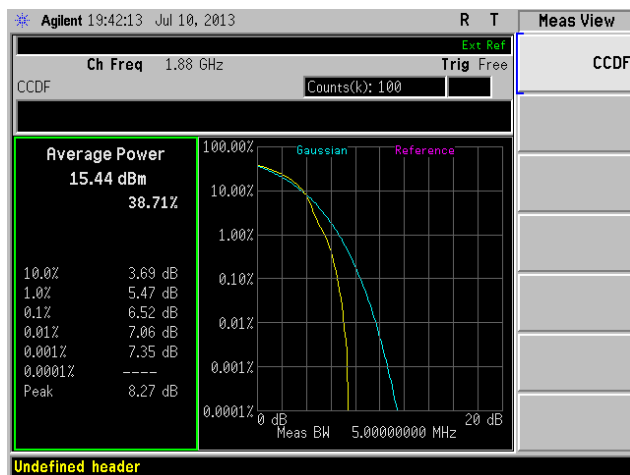 Agilent 19:42:13 Jul 10, 2013 R T Meas View
Ext Ref
Ch Freq 1.88 GHz Trig Free
CCDF
CCDF Counts(k): 100
Average Power
15.44 dBm
38.71%
10.0% 3.69 dB
1.0% 5.47 dB
0.1% 6.52 dB
0.01% 7.06 dB
0.001% 7.35 dB
0.0001% ----
Peak 8.27 dB
Gaussian Reference
100.00%
10.00%
1.00%
0.10%
0.01%
0.001%
0.0001%
0 dB 20 dB
Meas BW 5.00000000 MHz
Undefined header